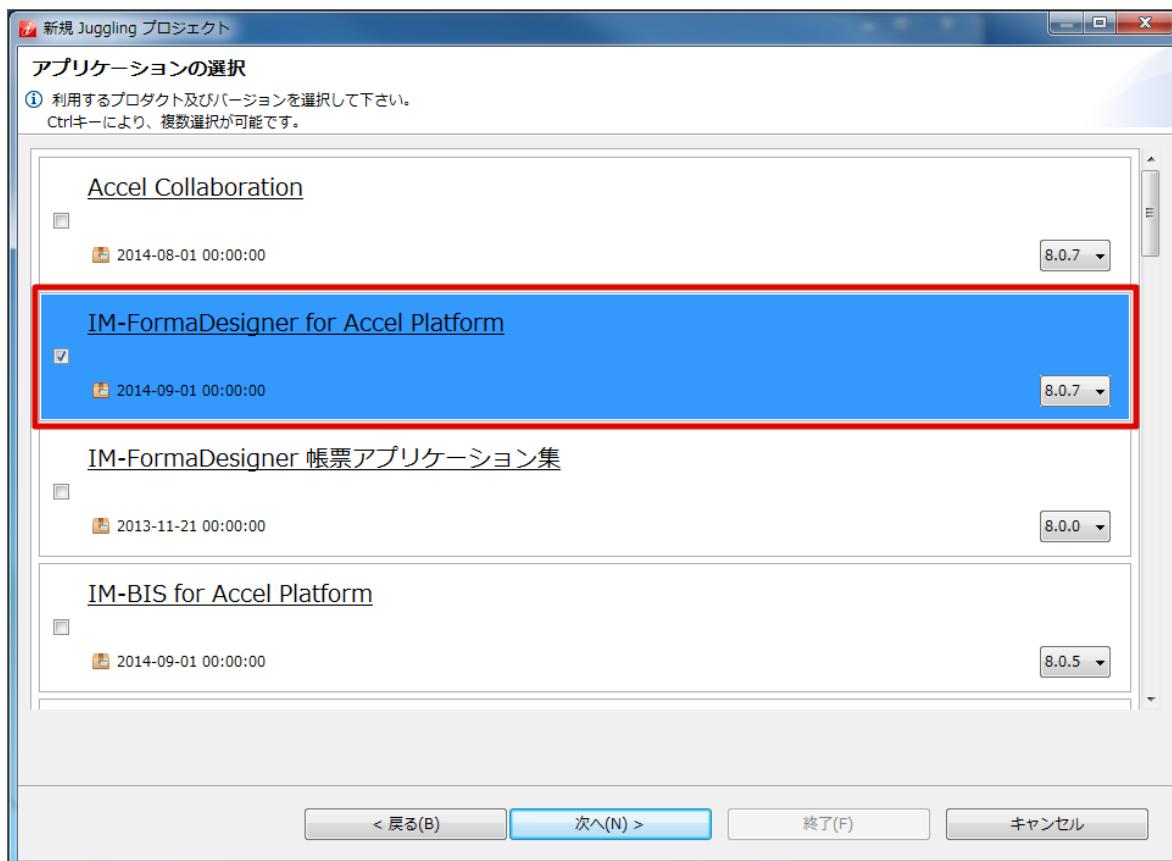 新規 Juggling プロジェクト
アプリケーションの選択
利用するプロダクト及びバージョンを選択して下さい。
Ctrlキーにより、複数選択が可能です。
Accel Collaboration
2014-08-01 00:00:00
8.0.7
IM-FormaDesigner for Accel Platform
2014-09-01 00:00:00
8.0.7
IM-FormaDesigner 帳票アプリケーション集
2013-11-21 00:00:00
8.0.0
IM-BIS for Accel Platform
2014-09-01 00:00:00
8.0.5
< 戻る(B)
次へ(N) >
終了(F)
キャンセル